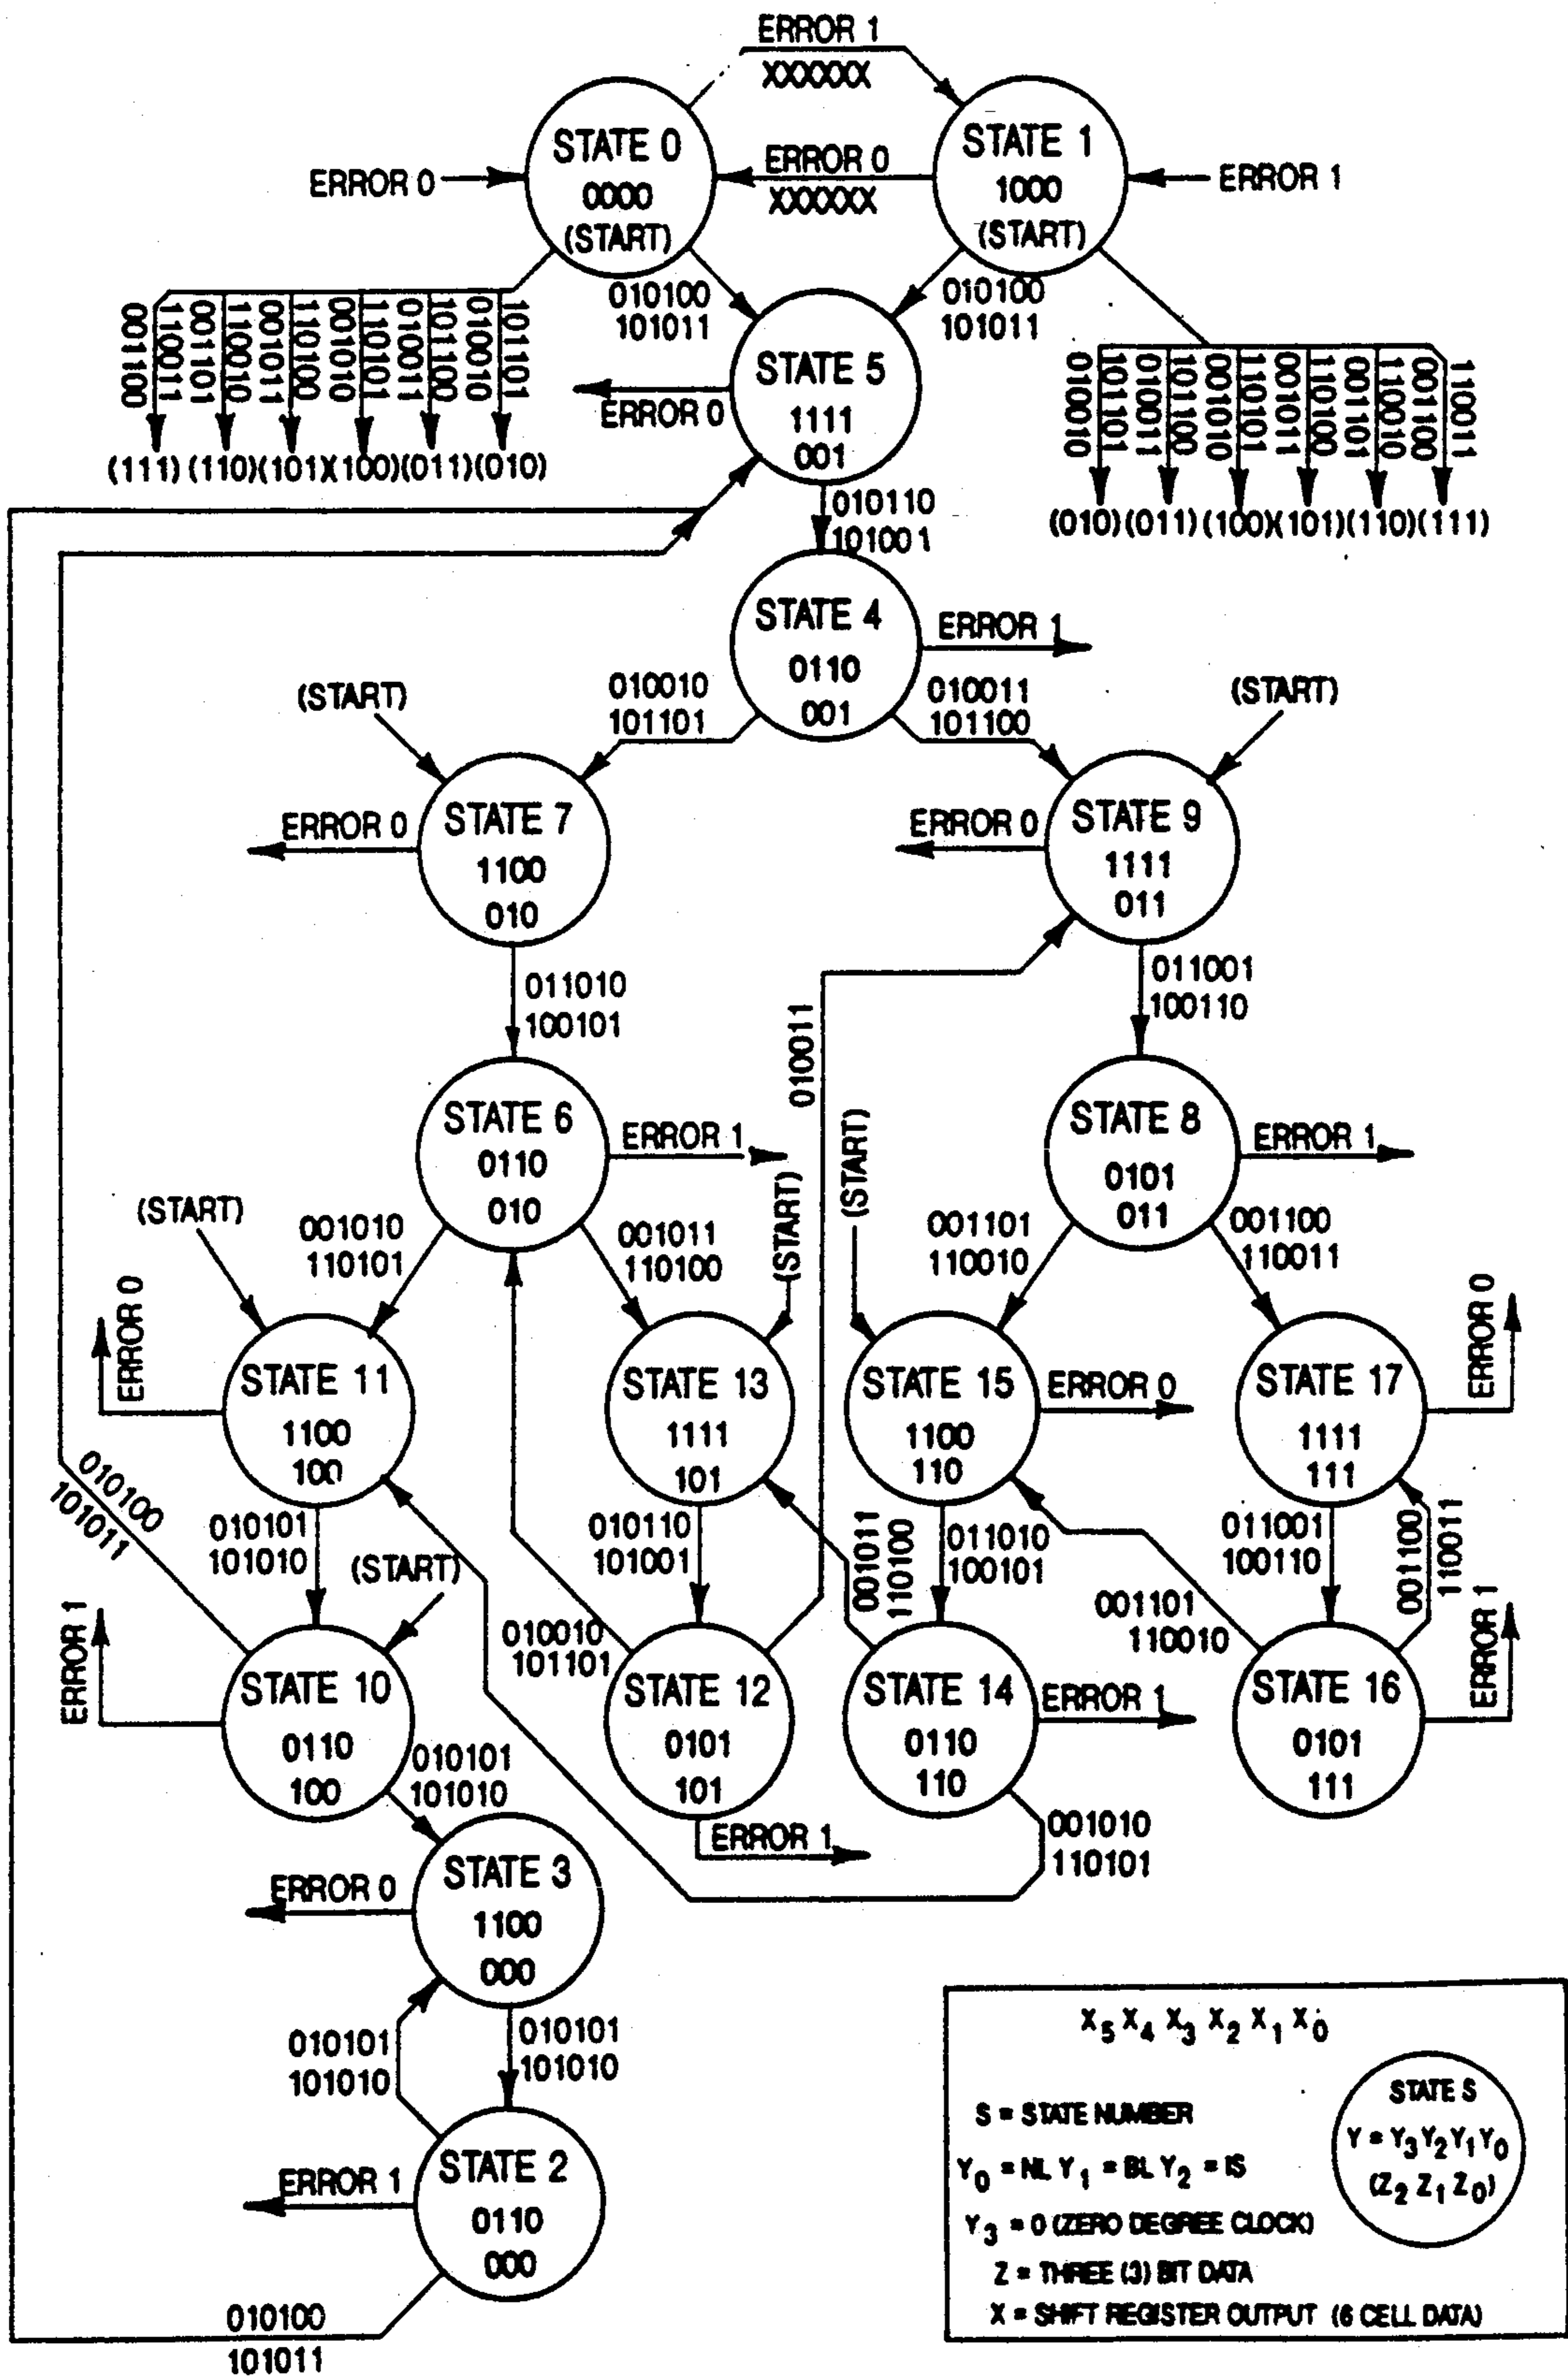 ERROR 1
XXXXXX
STATE 0
0000
(START)
STATE 1
1000
(START)
ERROR 0
ERROR 0
XXXXXX
ERROR 1
001100
110011
001101
110010
001011
110100
001010
110101
010011
101100
010010
101101
(111) (110) (101) (100) (011) (010)
010100
101011
010100
101011
010010
101101
010011
101100
001010
110101
001011
110100
001101
110010
001100
110011
(010) (011) (100) (101) (110) (111)
STATE 5
1111
001
ERROR 0
010110
101001
STATE 4
0110
001
ERROR 1
(START)
010010
101101
010011
101100
(START)
ERROR 0
STATE 7
1100
010
ERROR 0
STATE 9
1111
011
011010
100101
010011
011001
100110
STATE 6
0110
010
ERROR 1
(START)
(START)
STATE 8
0101
011
ERROR 1
(START)
001010
110101
001011
110100
001101
110010
001100
110011
ERROR 0
STATE 11
1100
100
STATE 13
1111
101
STATE 15
1100
110
ERROR 0
STATE 17
1111
111
ERROR 0
010100
101011
010101
101010
(START)
010110
101001
001011
110100
011010
100101
011001
100110
001100
110011
001101
110010
010010
101101
ERROR 1
STATE 10
0110
100
STATE 12
0101
101
ERROR 1
STATE 14
0110
110
ERROR 1
STATE 16
0101
111
ERROR 1
010101
101010
001010
110101
ERROR 0
STATE 3
1100
000
010101
101010
010101
101010
ERROR 1
STATE 2
0110
000
010100
101011
X5 X4 X3 X2 X1 X0
STATE S
Y = Y3 Y2 Y1 Y0
(Z2 Z1 Z0)
S = STATE NUMBER
Y0 = NL Y1 = BL Y2 = IS
Y3 = 0 (ZERO DEGREE CLOCK)
Z = THREE (3) BIT DATA
X = SHIFT REGISTER OUTPUT (6 CELL DATA)